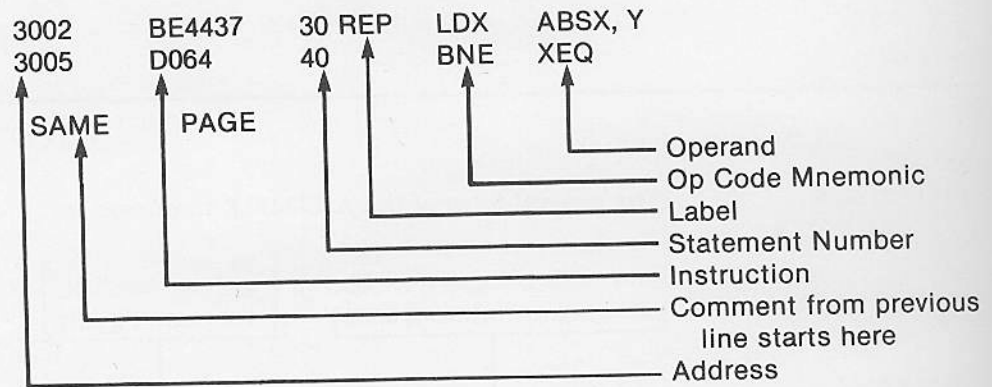 3002 BE4437 30 REP LDX ABSX, Y
3005 D064 40 BNE XEQ
SAME PAGE
Operand
Op Code Mnemonic
Label
Statement Number
Instruction
Comment from previous
line starts here
Address